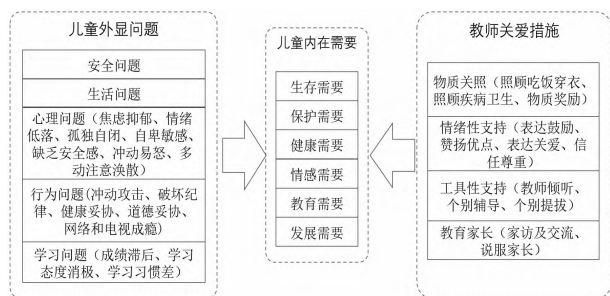 儿童外显问题
安全问题
生活问题
心理问题（焦虑抑郁、情绪
低落、孤独自闭、自卑敏感、
缺乏安全感、冲动易怒、多
动注意涣散）
行为问题(冲动攻击、破坏纪
律、健康妥协、道德妥协、
网络和电视成瘾)
学习问题（成绩滞后、学习
态度消极、学习习惯差）
儿童内在需要
生存需要
保护需要
健康需要
情感需要
教育需要
发展需要
教师关爱措施
物质关照（照顾吃饭穿衣、
照顾疾病卫生、物质奖励）
情绪性支持（表达鼓励、
赞扬优点、表达关爱、信
任尊重）
工具性支持（教师倾听、
个别辅导、个别提拔）
教育家长（家访及交流、
说服家长）